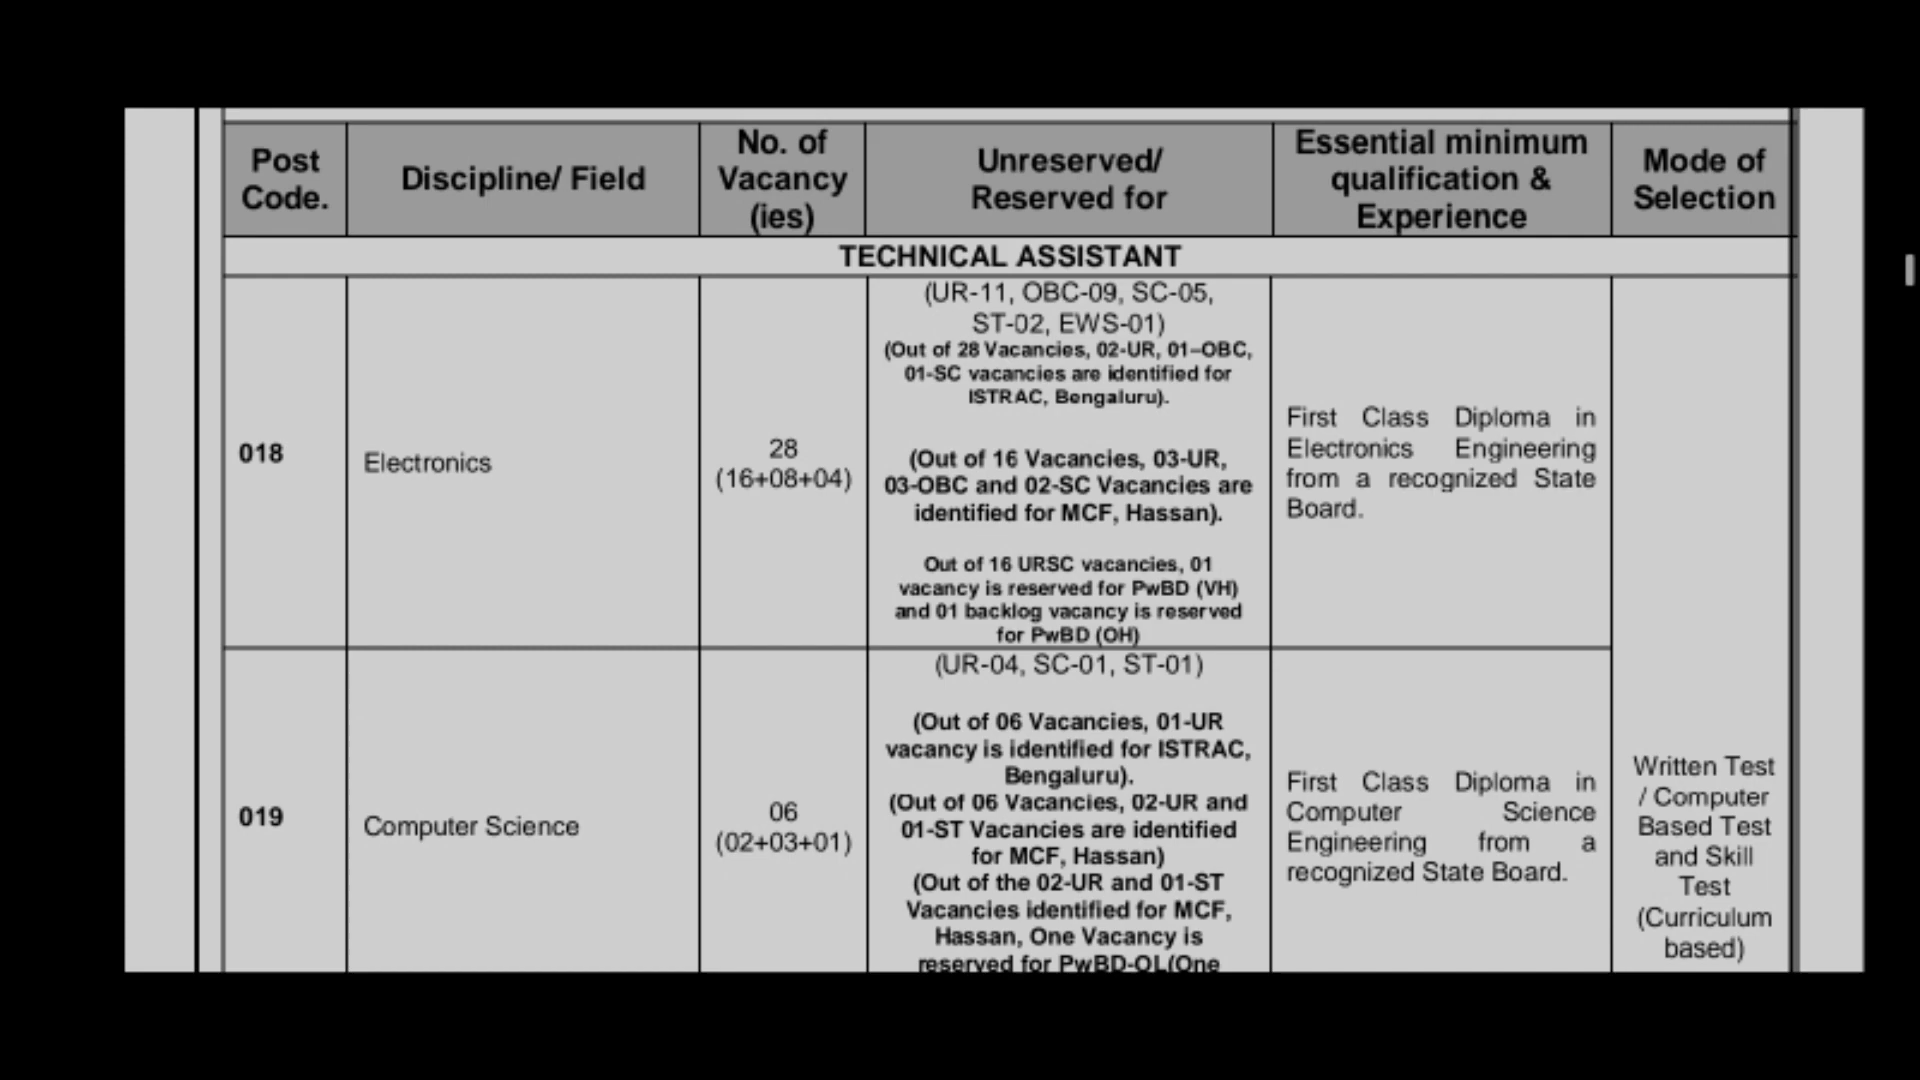 Post
Code.
Discipline/ Field
No. of
Vacancy
(ies)
Unreserved/
Reserved for
Essential minimum
qualification &
Experience
Mode of
Selection
TECHNICAL ASSISTANT
018
Electronics
28
(16+08+04)
(UR-11, OBC-09, SC-05,
ST-02, EWS-01)
(Out of 28 Vacancies, 02-UR, 01–OBC,
01-SC vacancies are identified for
ISTRAC, Bengaluru).
(Out of 16 Vacancies, 03-UR,
03-OBC and 02-SC Vacancies are
identified for MCF, Hassan).
Out of 16 URSC vacancies, 01
vacancy is reserved for PwBD (VH)
and 01 backlog vacancy is reserved
for PwBD (OH)
First Class Diploma in
Electronics Engineering
from a recognized State
Board.
019
Computer Science
06
(02+03+01)
(UR-04, SC-01, ST-01)
(Out of 06 Vacancies, 01-UR
vacancy is identified for ISTRAC,
Bengaluru).
(Out of 06 Vacancies, 02-UR and
01-ST Vacancies are identified
for MCF, Hassan)
(Out of the 02-UR and 01-ST
Vacancies identified for MCF,
Hassan, One Vacancy is
reserved for PwBD-OL(One
First Class Diploma in
Computer Science
Engineering from a
recognized State Board.
Written Test
/ Computer
Based Test
and Skill
Test
(Curriculum
based)